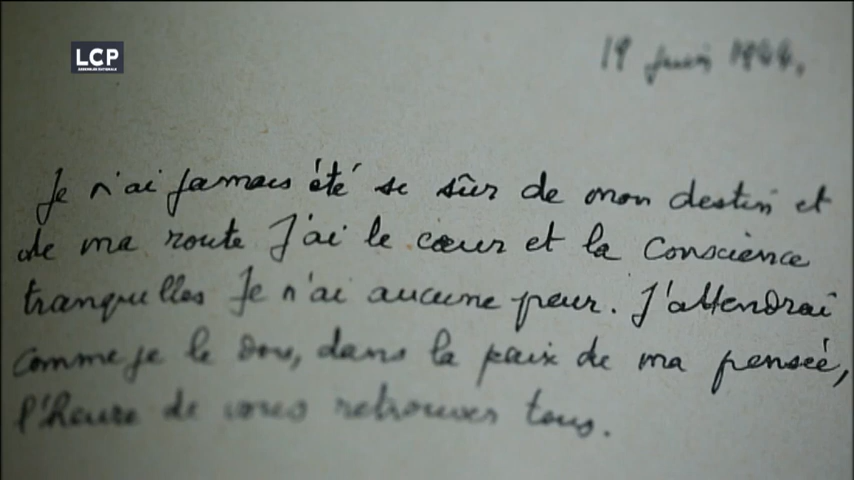 LCP
ASSEMBLÉE NATIONALE
19 juin 1944.
Je n'ai jamais été si sûr de mon destin et
de ma route J'ai le cœur et la conscience
tranquilles Je n'ai aucune peur. J'attendrai
comme je le dois, dans la paix de ma pensée,
l'heure de vous retrouver tous.